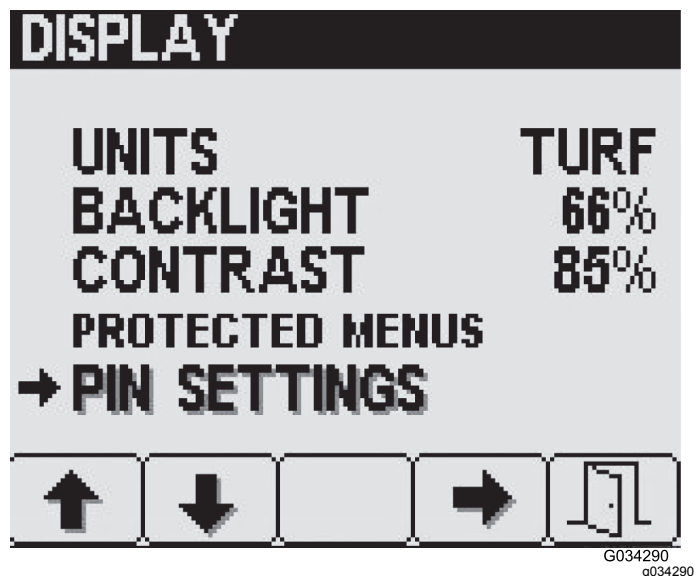 DISPLAY
UNITS TURF
BACKLIGHT 66%
CONTRAST 85%
PROTECTED MENUS
PIN SETTINGS
G034290
g034290